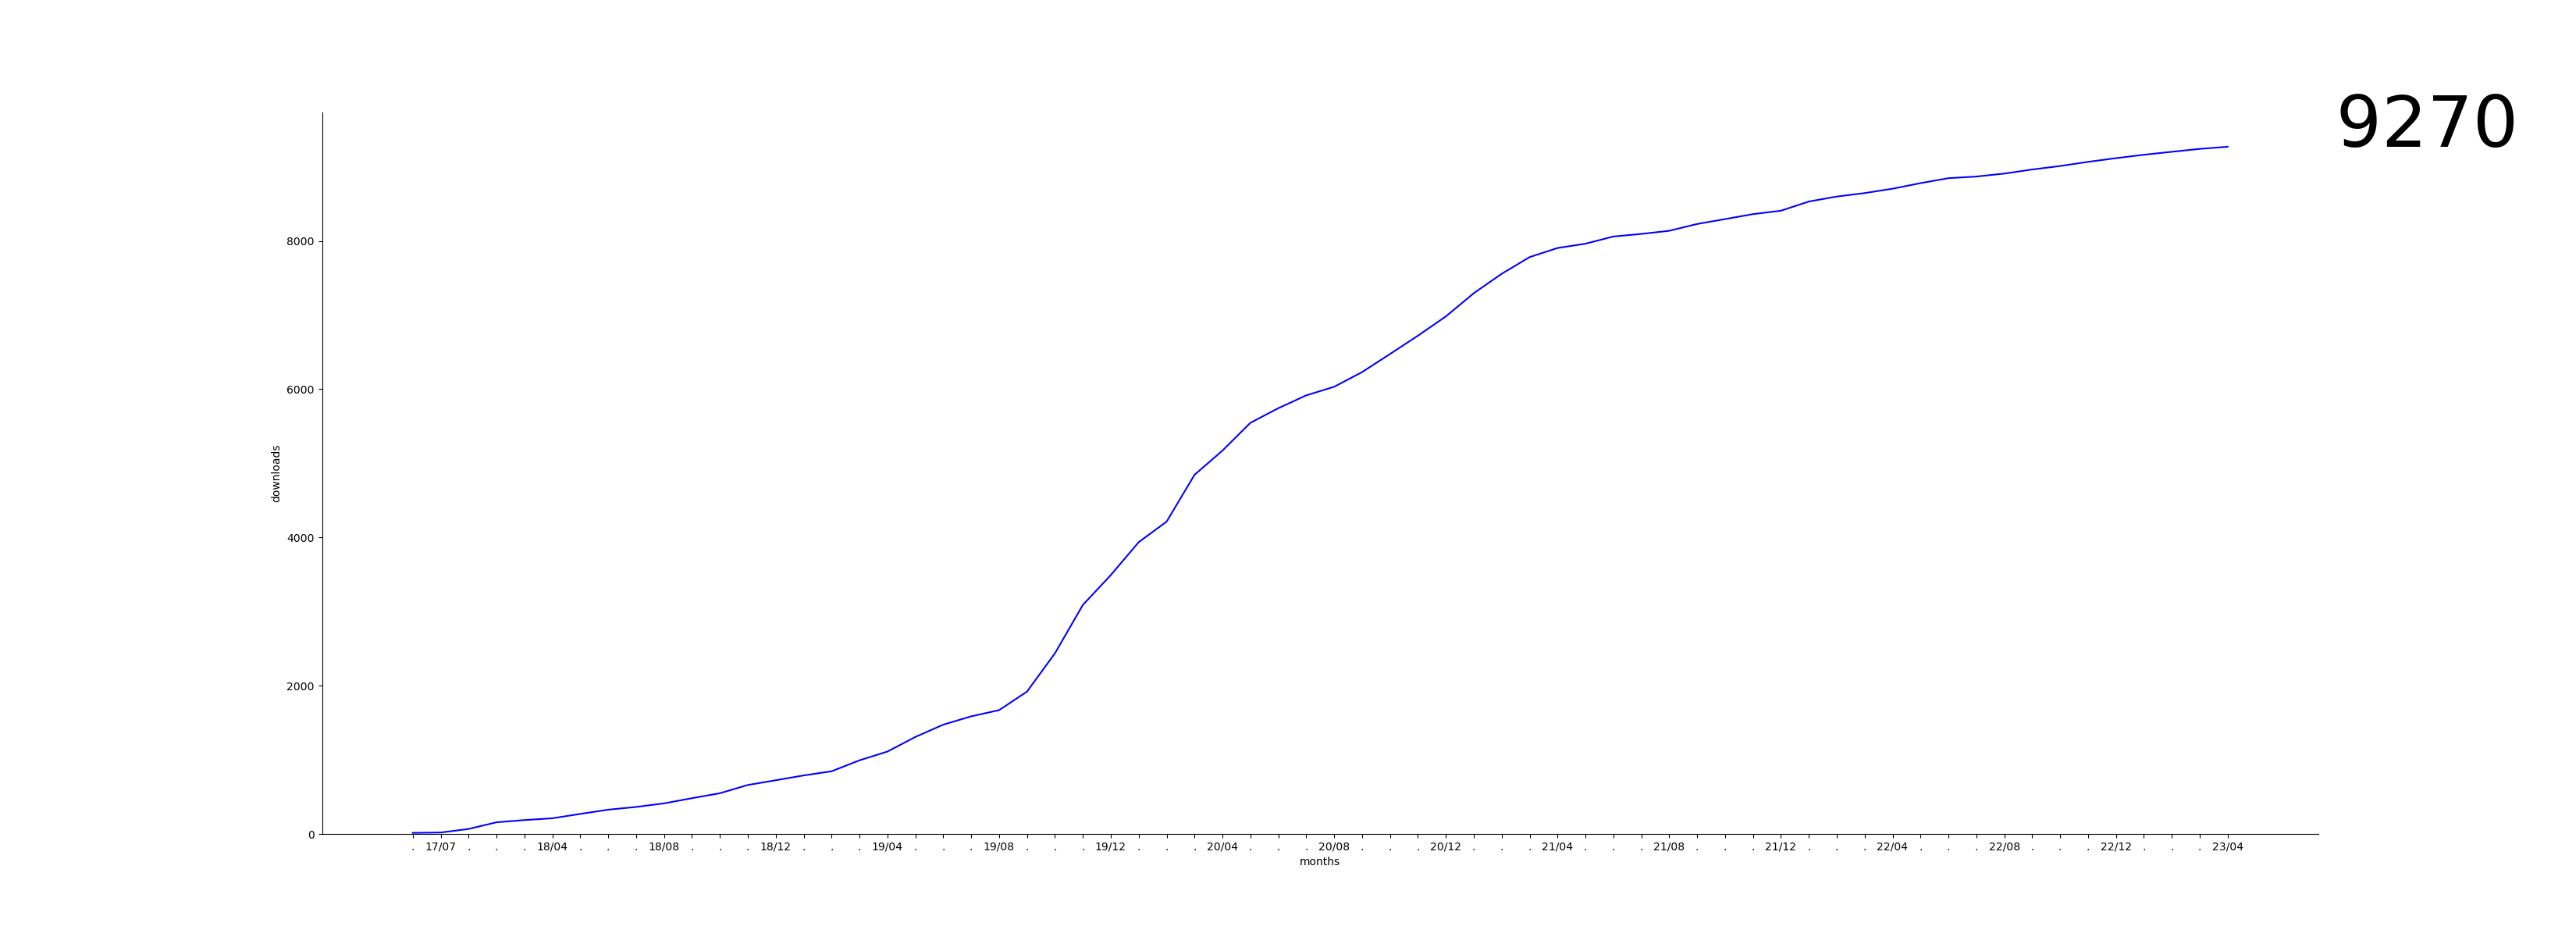 9270
8000
6000
4000
2000
0
downloads
. 17/07 . . . 18/04 . . . 18/08 . . . 18/12 . . . 19/04 . . . 19/08 . . . 19/12 . . . 20/04 . . . 20/08 . . . 20/12 . . . 21/04 . . . 21/08 . . . 21/12 . . . 22/04 . . . 22/08 . . . 22/12 . . . 23/04
months